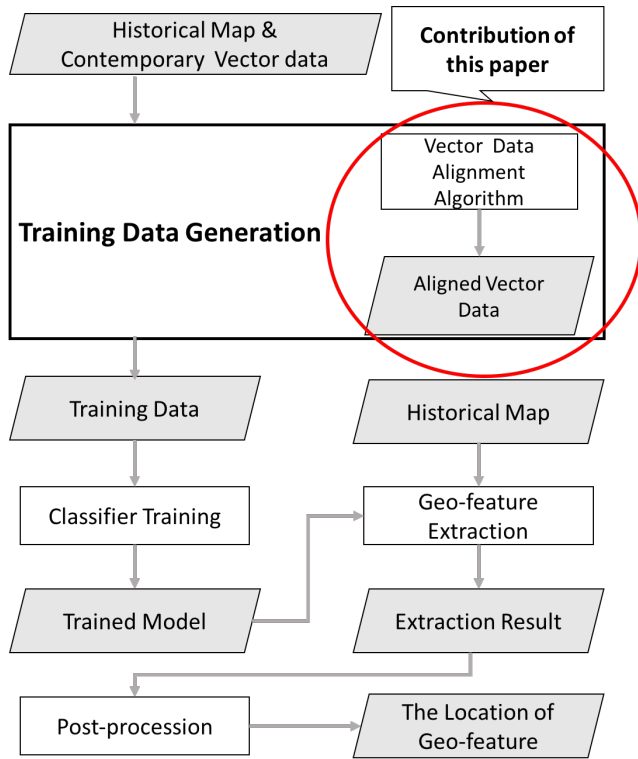 Historical Map &
Contemporary Vector data
Contribution of
this paper
Vector Data
Alignment
Algorithm
Training Data Generation
Aligned Vector
Data
Training Data
Historical Map
Classifier Training
Geo-feature
Extraction
Trained Model
Extraction Result
Post-procession
The Location of
Geo-feature